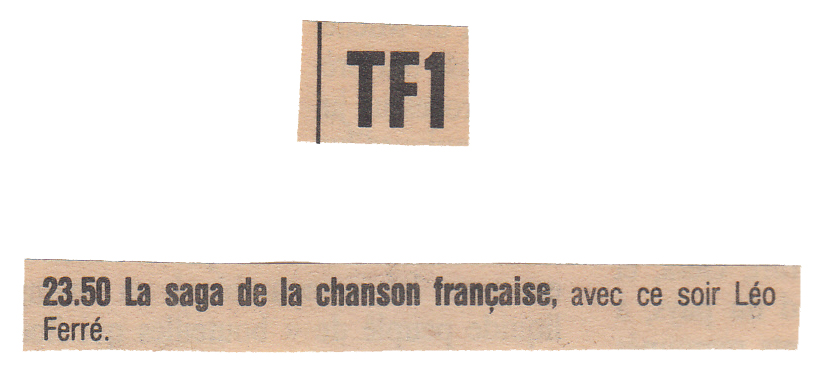 TF1
23.50 La saga de la chanson française, avec ce soir Léo
Ferré.